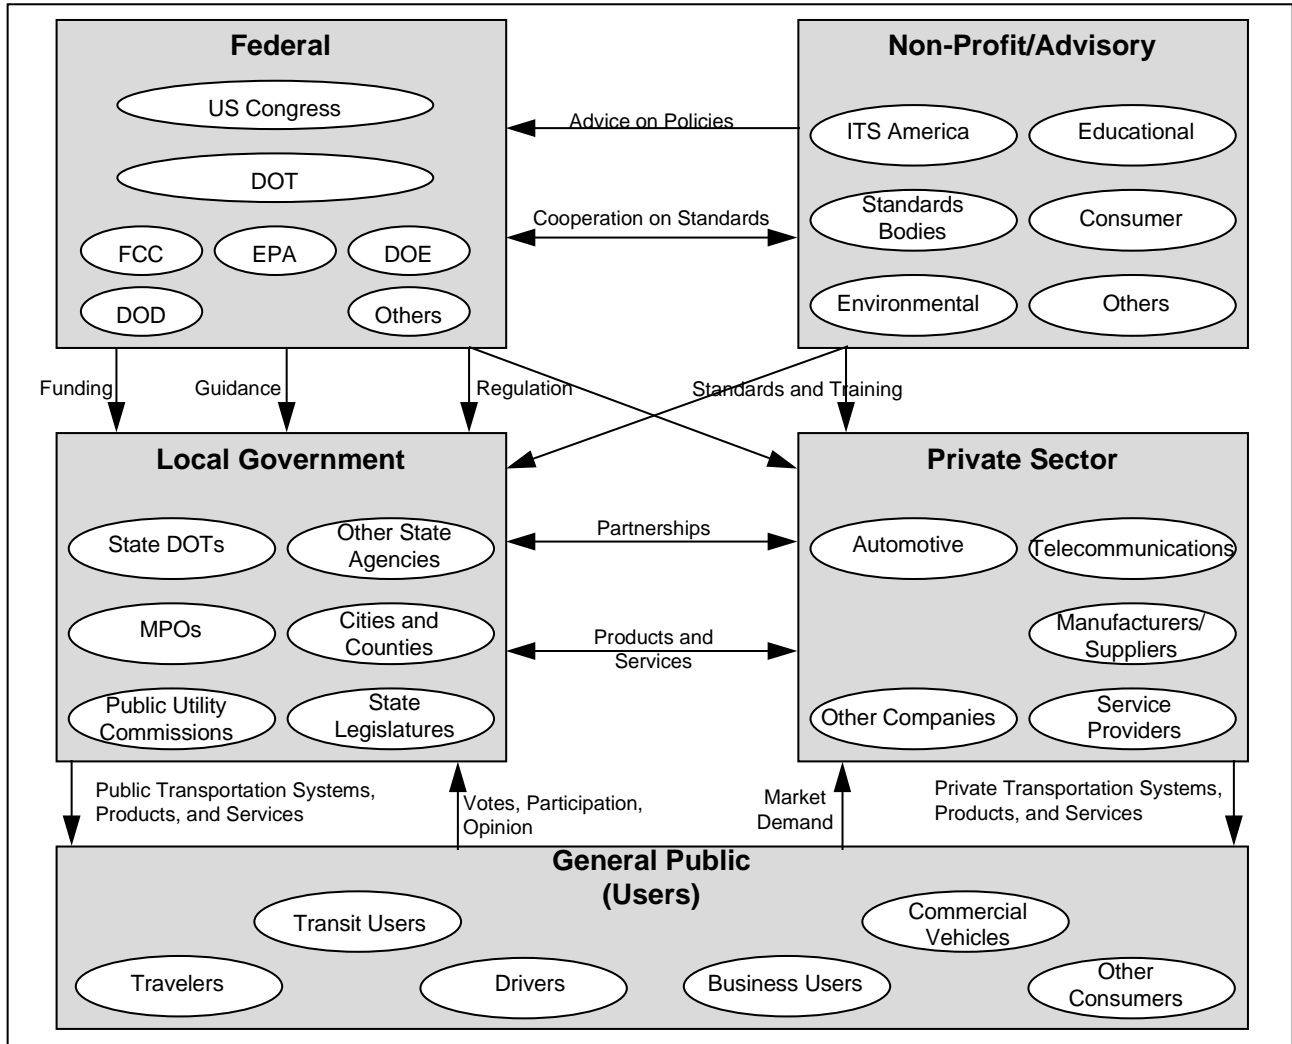 Federal
US Congress
DOT
FCC
EPA
DOE
DOD
Others
Non-Profit/Advisory
ITS America
Educational
Standards
Bodies
Consumer
Environmental
Others
Advice on Policies
Cooperation on Standards
Funding
Guidance
Regulation
Standards and Training
Local Government
State DOTs
Other State
Agencies
MPOs
Cities and
Counties
Public Utility
Commissions
State
Legislatures
Partnerships
Products and
Services
Private Sector
Automotive
Telecommunications
Manufacturers/
Suppliers
Other Companies
Service
Providers
Public Transportation Systems,
Products, and Services
Votes, Participation,
Opinion
Market
Demand
Private Transportation Systems,
Products, and Services
General Public
(Users)
Transit Users
Commercial
Vehicles
Travelers
Drivers
Business Users
Other
Consumers